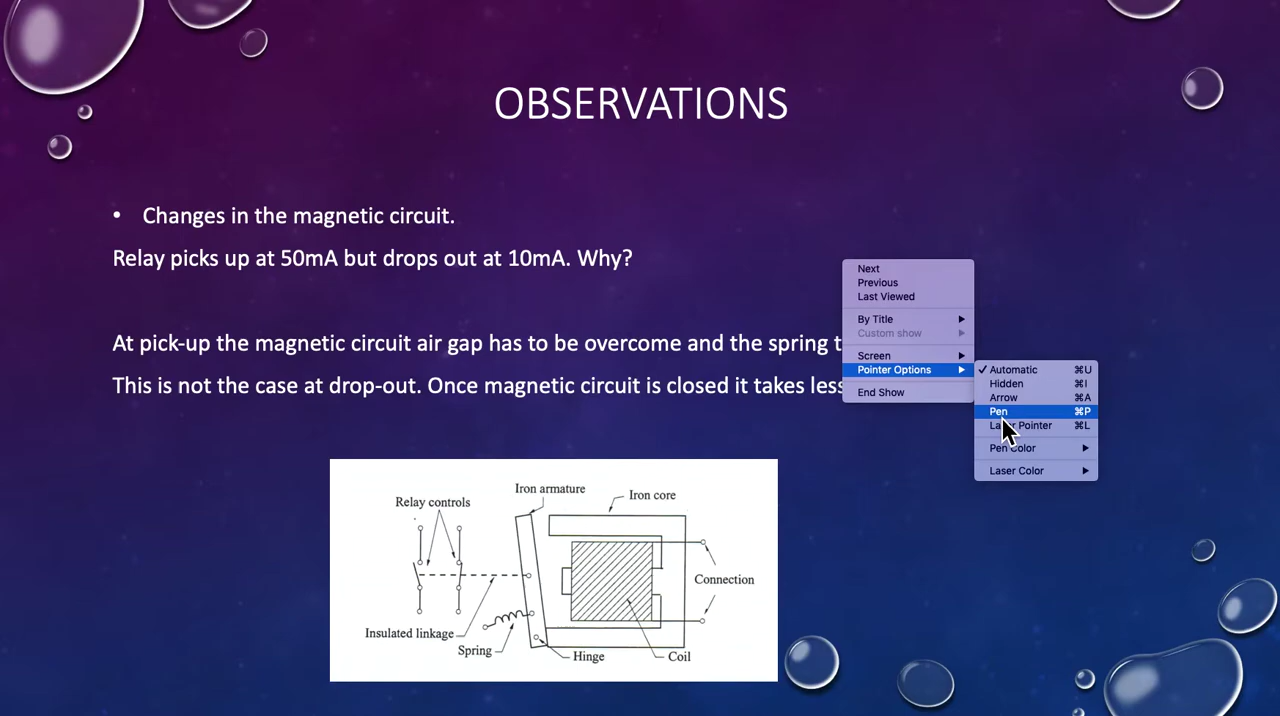 OBSERVATIONS
• Changes in the magnetic circuit.
Relay picks up at 50mA but drops out at 10mA. Why?
At pick-up the magnetic circuit air gap has to be overcome and the spring
This is not the case at drop-out. Once magnetic circuit is closed it takes less
Next
Previous
Last Viewed
By Title
Custom show
Screen
Pointer Options
End Show
✓ Automatic ⌘U
Hidden ⌘I
Arrow ⌘A
Pen ⌘P
Laser Pointer ⌘L
Pen Color
Laser Color
Iron armature
Iron core
Relay controls
Connection
Insulated linkage
Spring
Hinge
Coil